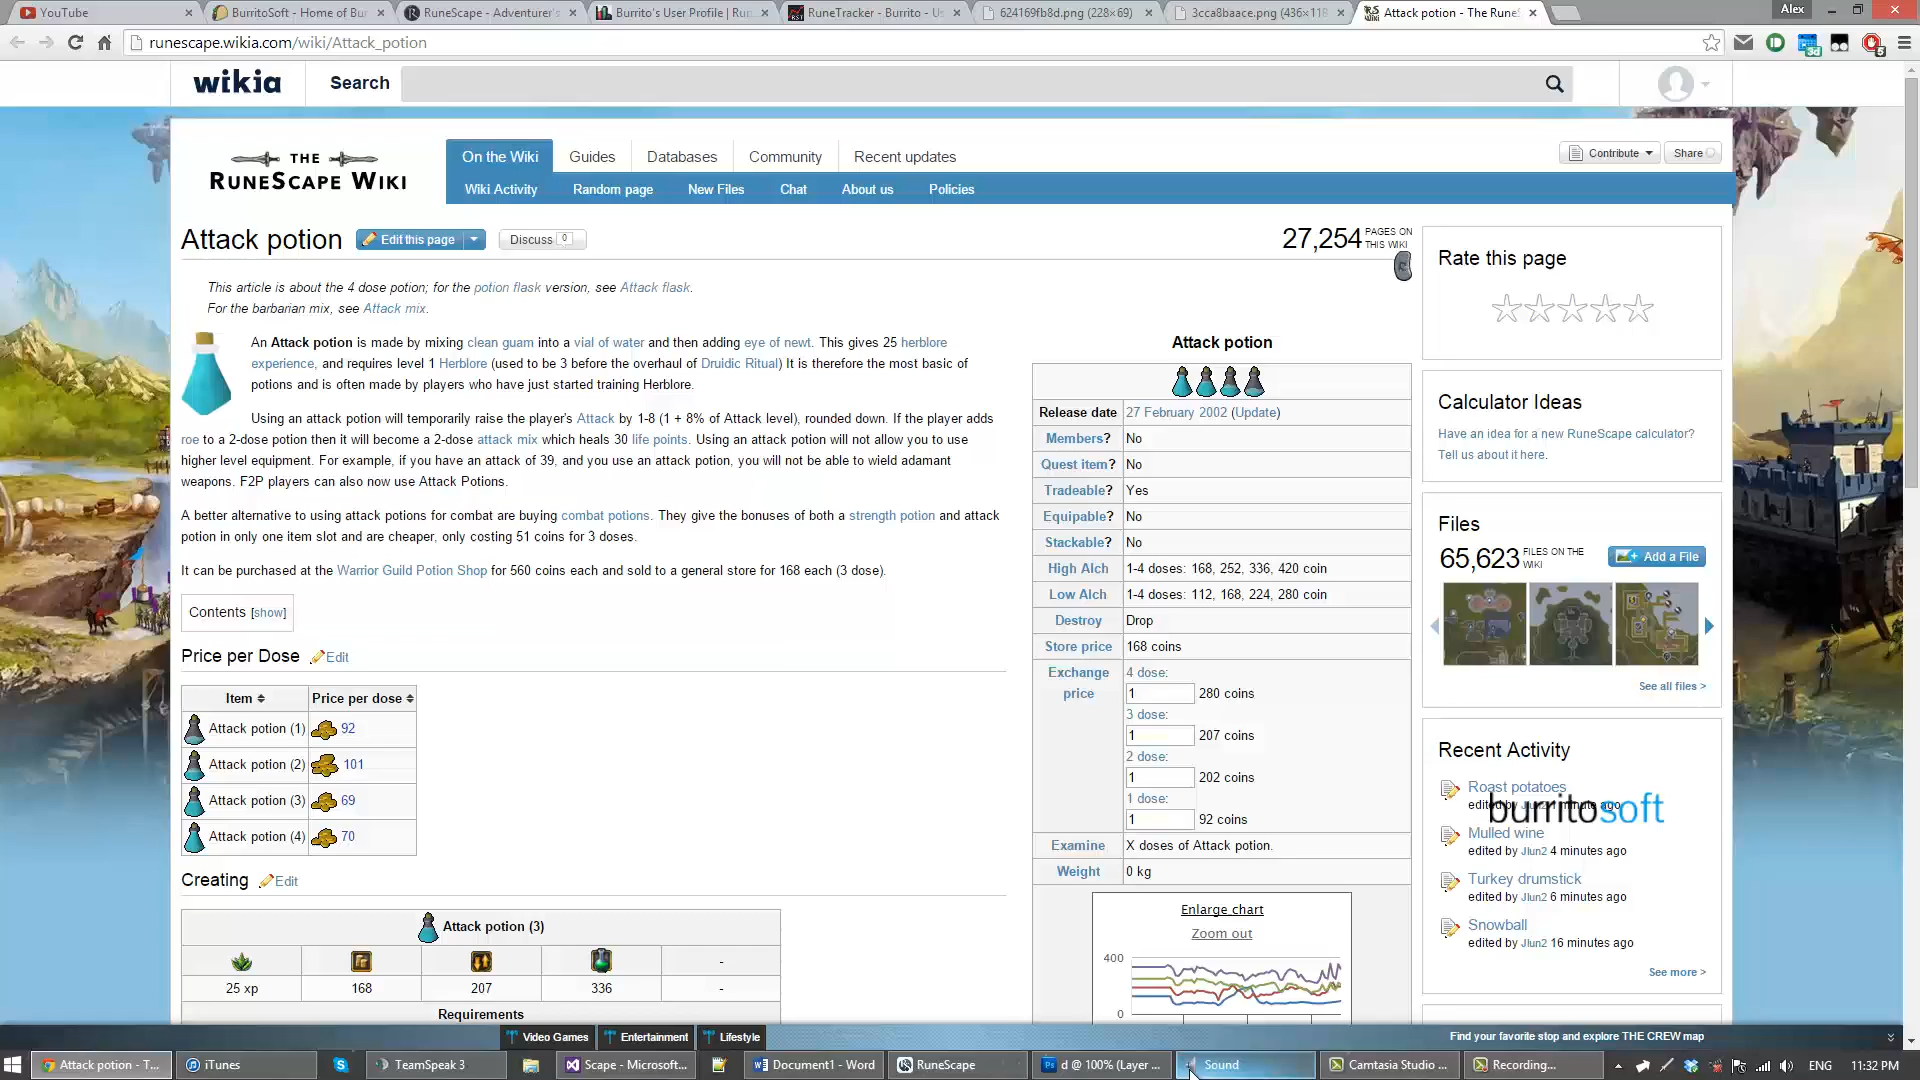 YouTube
BurritoSoft - Home of Bur
RuneScape - Adventurer's
Burrito's User Profile | Run
RuneTracker - Burrito - Us
624169fb8d.png (228×69)
3cca8baace.png (436×118
Attack potion - The RuneS
Alex
runescape.wikia.com/wiki/Attack_potion
wikia
Search
THE
RUNESCAPE WIKI
On the Wiki
Guides
Databases
Community
Recent updates
Contribute
Share
Wiki Activity
Random page
New Files
Chat
About us
Policies
Attack potion
Edit this page
Discuss 0
27,254 PAGES ON THIS WIKI
This article is about the 4 dose potion; for the potion flask version, see Attack flask.
For the barbarian mix, see Attack mix.
An Attack potion is made by mixing clean guam into a vial of water and then adding eye of newt. This gives 25 herblore
experience, and requires level 1 Herblore (used to be 3 before the overhaul of Druidic Ritual) It is therefore the most basic of
potions and is often made by players who have just started training Herblore.
Using an attack potion will temporarily raise the player's Attack by 1-8 (1 + 8% of Attack level), rounded down. If the player adds
roe to a 2-dose potion then it will become a 2-dose attack mix which heals 30 life points. Using an attack potion will not allow you to use
higher level equipment. For example, if you have an attack of 39, and you use an attack potion, you will not be able to wield adamant
weapons. F2P players can also now use Attack Potions.
A better alternative to using attack potions for combat are buying combat potions. They give the bonuses of both a strength potion and attack
potion in only one item slot and are cheaper, only costing 51 coins for 3 doses.
It can be purchased at the Warrior Guild Potion Shop for 560 coins each and sold to a general store for 168 each (3 dose).
Contents [show]
Price per Dose
Edit
Item
Price per dose
Attack potion (1) 92
Attack potion (2) 101
Attack potion (3) 69
Attack potion (4) 70
Creating
Edit
Attack potion (3)
-
25 xp 168 207 336 -
Requirements
Attack potion
Release date 27 February 2002 (Update)
Members? No
Quest item? No
Tradeable? Yes
Equipable? No
Stackable? No
High Alch 1-4 doses: 168, 252, 336, 420 coin
Low Alch 1-4 doses: 112, 168, 224, 280 coin
Destroy Drop
Store price 168 coins
Exchange price
4 dose:
1 280 coins
3 dose:
1 207 coins
2 dose:
1 202 coins
1 dose:
1 92 coins
Examine X doses of Attack potion.
Weight 0 kg
Enlarge chart
Zoom out
400
0
Rate this page
Calculator Ideas
Have an idea for a new RuneScape calculator?
Tell us about it here.
Files
65,623 FILES ON THE WIKI
Add a File
See all files >
Recent Activity
Roast potatoes
edited by Jlun2 1 minute ago
burritosoft
Mulled wine
edited by Jlun2 4 minutes ago
Turkey drumstick
edited by Jlun2 6 minutes ago
Snowball
edited by Jlun2 16 minutes ago
See more >
Video Games
Entertainment
Lifestyle
Find your favorite stop and explore THE CREW map
Attack potion - T...
iTunes
TeamSpeak 3
Scape - Microsoft...
Document1 - Word
RuneScape
d @ 100% (Layer ...
Sound
Camtasia Studio ...
Recording...
ENG
11:32 PM